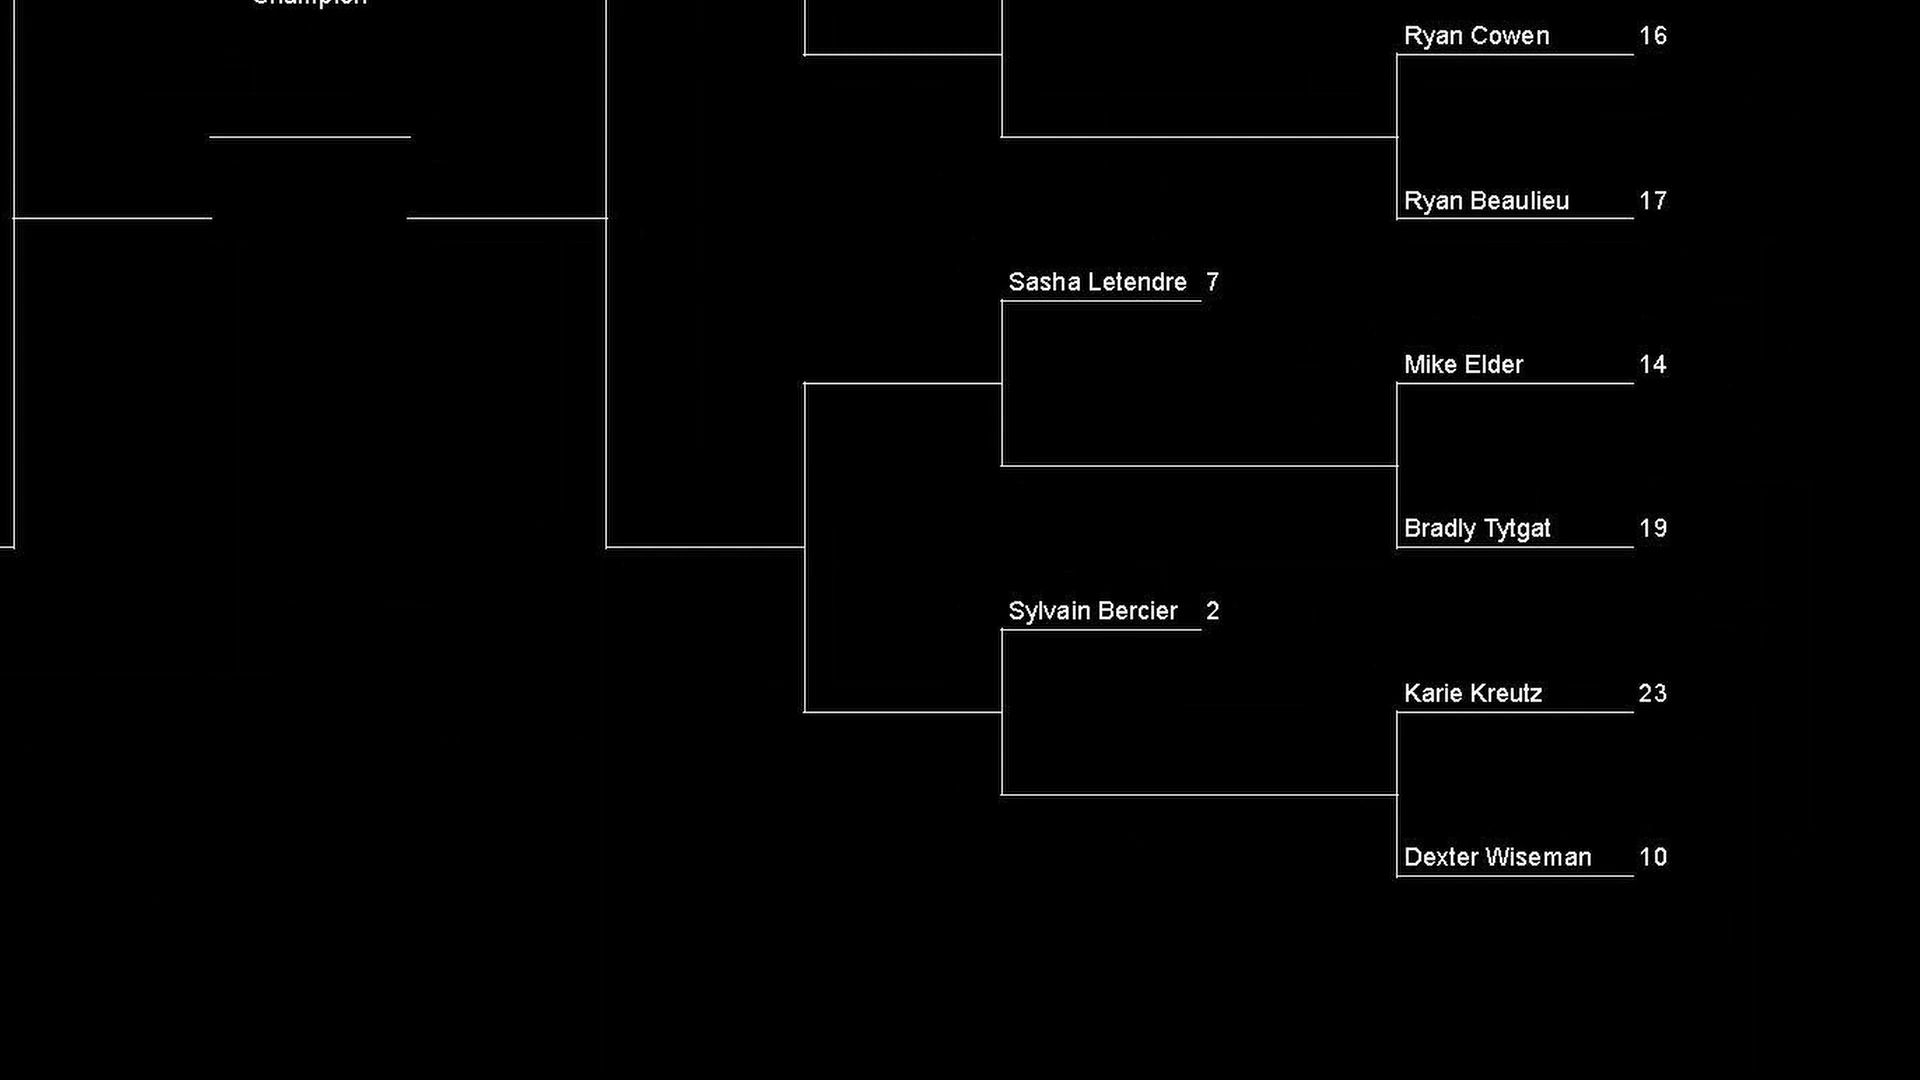 Champion
Ryan Cowen 16
Ryan Beaulieu 17
Sasha Letendre 7
Mike Elder 14
Bradly Tytgat 19
Sylvain Bercier 2
Karie Kreutz 23
Dexter Wiseman 10